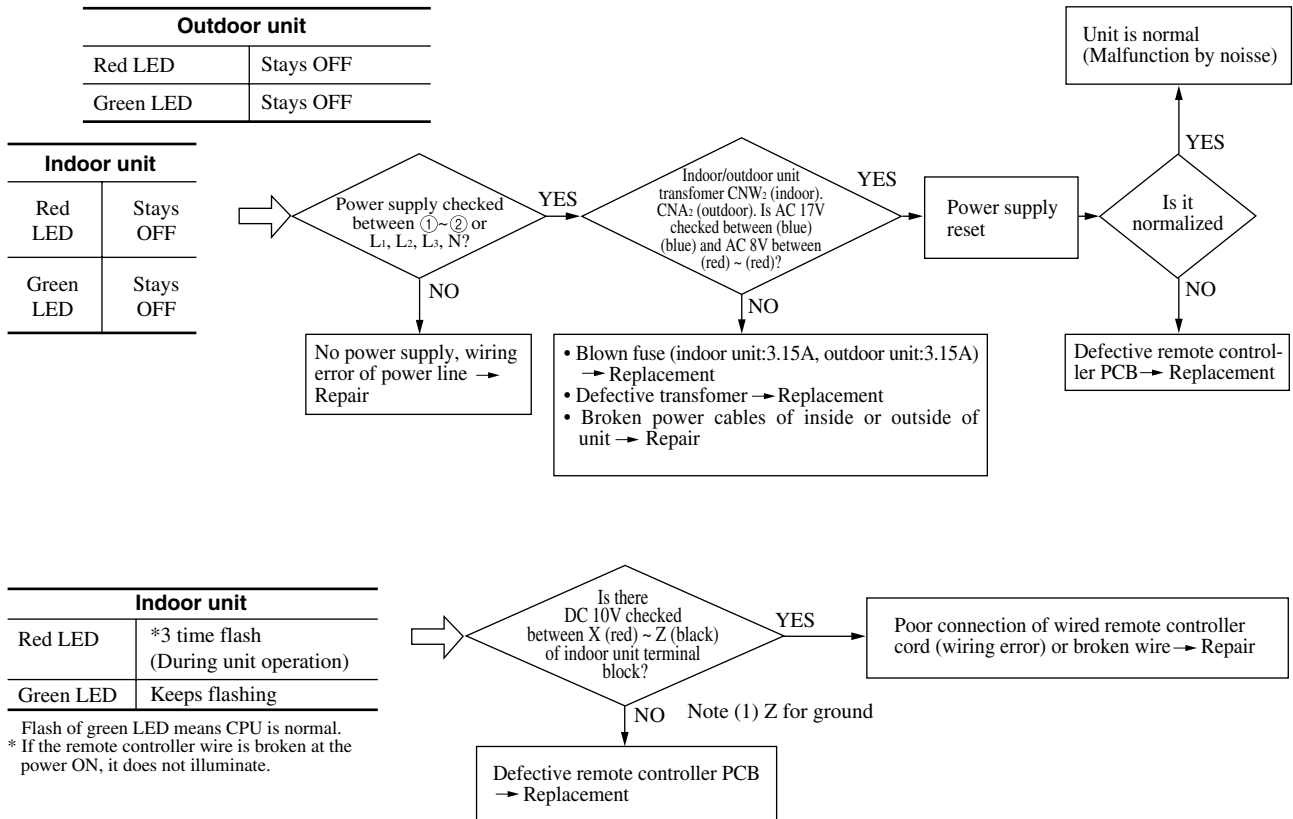 Outdoor unit
Red LED Stays OFF
Green LED Stays OFF
Indoor unit
Red
LED
Stays
OFF
Green
LED
Stays
OFF
Power supply checked
between ①~② or
L₁, L₂, L₃, N?
YES
NO
No power supply, wiring
error of power line →
Repair
Indoor/outdoor unit
transfomer CNW₂ (indoor).
CNA₂ (outdoor). Is AC 17V
checked between (blue)
(blue) and AC 8V between
(red) ~ (red)?
YES
NO
• Blown fuse (indoor unit:3.15A, outdoor unit:3.15A)
→ Replacement
• Defective transfomer → Replacement
• Broken power cables of inside or outside of
unit → Repair
Power supply
reset
Is it
normalized
YES
Unit is normal
(Malfunction by noisse)
NO
Defective remote control-
ler PCB → Replacement
Indoor unit
Red LED *3 time flash
(During unit operation)
Green LED Keeps flashing
Flash of green LED means CPU is normal.
* If the remote controller wire is broken at the
power ON, it does not illuminate.
Is there
DC 10V checked
between X (red) ~ Z (black)
of indoor unit terminal
block?
YES
Poor connection of wired remote controller
cord (wiring error) or broken wire → Repair
NO Note (1) Z for ground
Defective remote controller PCB
→ Replacement